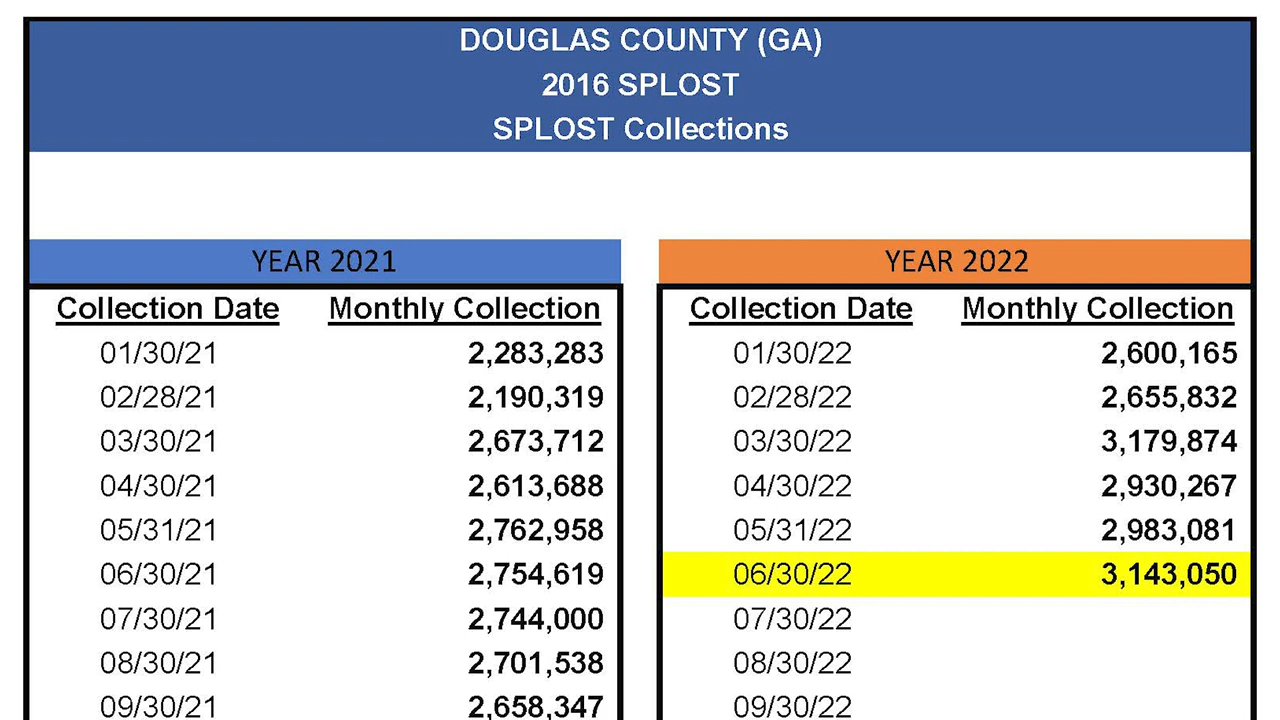 DOUGLAS COUNTY (GA)
2016 SPLOST
SPLOST Collections
YEAR 2021 YEAR 2022
Collection Date Monthly Collection Collection Date Monthly Collection
01/30/21 2,283,283 01/30/22 2,600,165
02/28/21 2,190,319 02/28/22 2,655,832
03/30/21 2,673,712 03/30/22 3,179,874
04/30/21 2,613,688 04/30/22 2,930,267
05/31/21 2,762,958 05/31/22 2,983,081
06/30/21 2,754,619 06/30/22 3,143,050
07/30/21 2,744,000 07/30/22
08/30/21 2,701,538 08/30/22
09/30/21 2,658,347 09/30/22